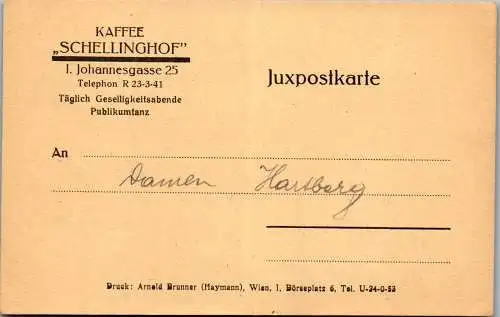 KAFFEE
„SCHELLINGHOF"
I. Johannesgasse 25
Telephon R 23-3-41
Täglich Geselligkeitsabende
Publikumtanz
Juxpostkarte
An
Damen Hartberg
Druck: Arnold Brunner (Haymann), Wien, I, Börseplatz 6, Tel. U-24-0-53